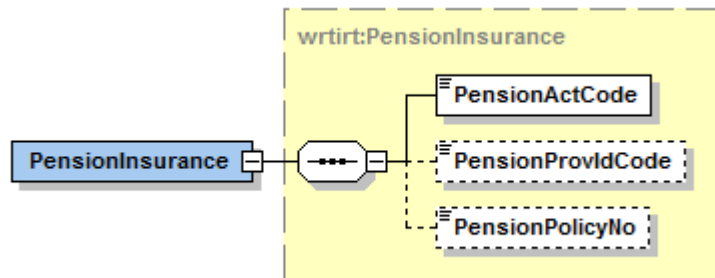 wrtirt:PensionInsurance
PensionActCode
PensionInsurance
PensionProvIdCode
PensionPolicyNo